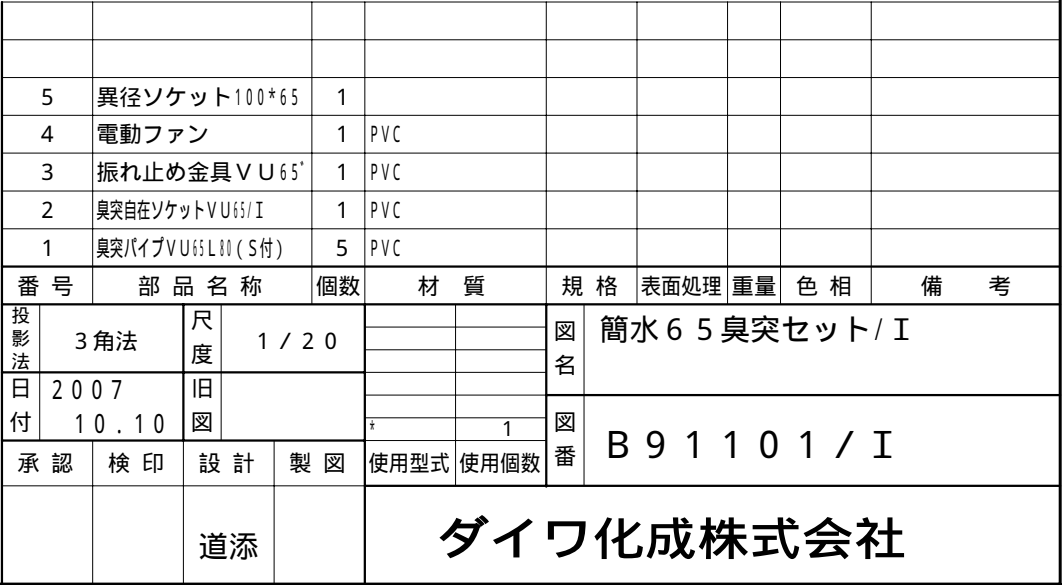 5 異径ソケット100*65 1
4 電動ファン 1 PVC
3 振れ止め金具VU65゜ 1 PVC
2 臭突自在ソケットVU65/I 1 PVC
1 臭突パイプVU65L80(S付) 5 PVC
番号 部品名称 個数 材質 規格 表面処理 重量 色相 備考
投影法 3角法 尺度 1/20
図名 簡水65臭突セット/I
日付 2007 10.10 旧図
* 1
図番 B91101/I
承認 検印 設計 製図 使用型式 使用個数
道添
ダイワ化成株式会社